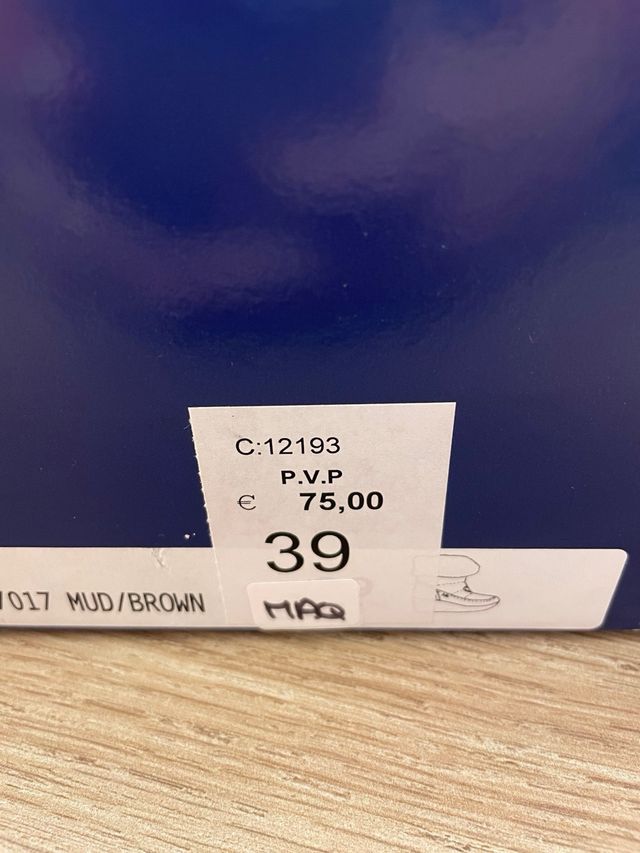 C:12193
P.V.P
€ 75,00
39
/017 MUD/BROWN
MAQ